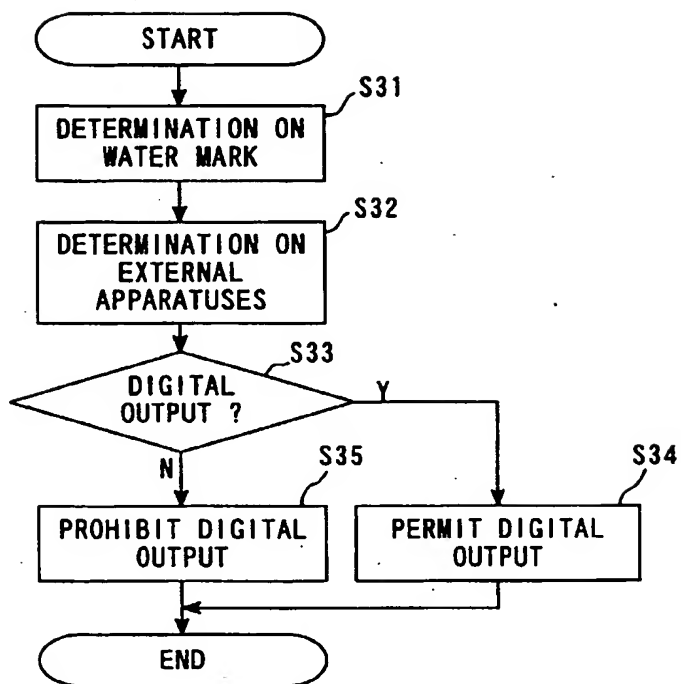 START
S31
DETERMINATION ON
WATER MARK
S32
DETERMINATION ON
EXTERNAL
APPARATUSES
S33
DIGITAL
OUTPUT ?
Y
N
S35
PROHIBIT DIGITAL
OUTPUT
S34
PERMIT DIGITAL
OUTPUT
END